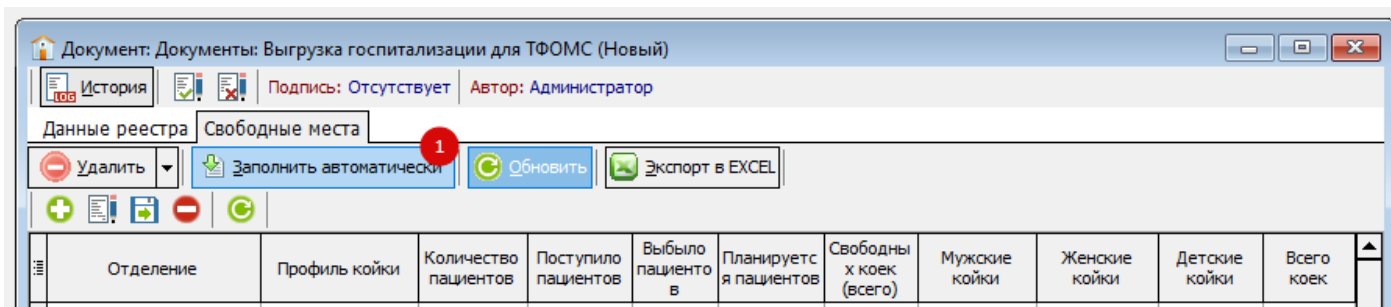 Документ: Документы: Выгрузка госпитализации для ТФОМС (Новый)
LOG История Подпись: Отсутствует Автор: Администратор
Данные реестра Свободные места
1
Удалить Заполнить автоматически Обновить Экспорт в EXCEL
Отделение Профиль койки Количество пациентов Поступило пациентов Выбыло пациенто в Планируетс я пациентов Свободны х коек (всего) Мужские койки Женские койки Детские койки Всего коек